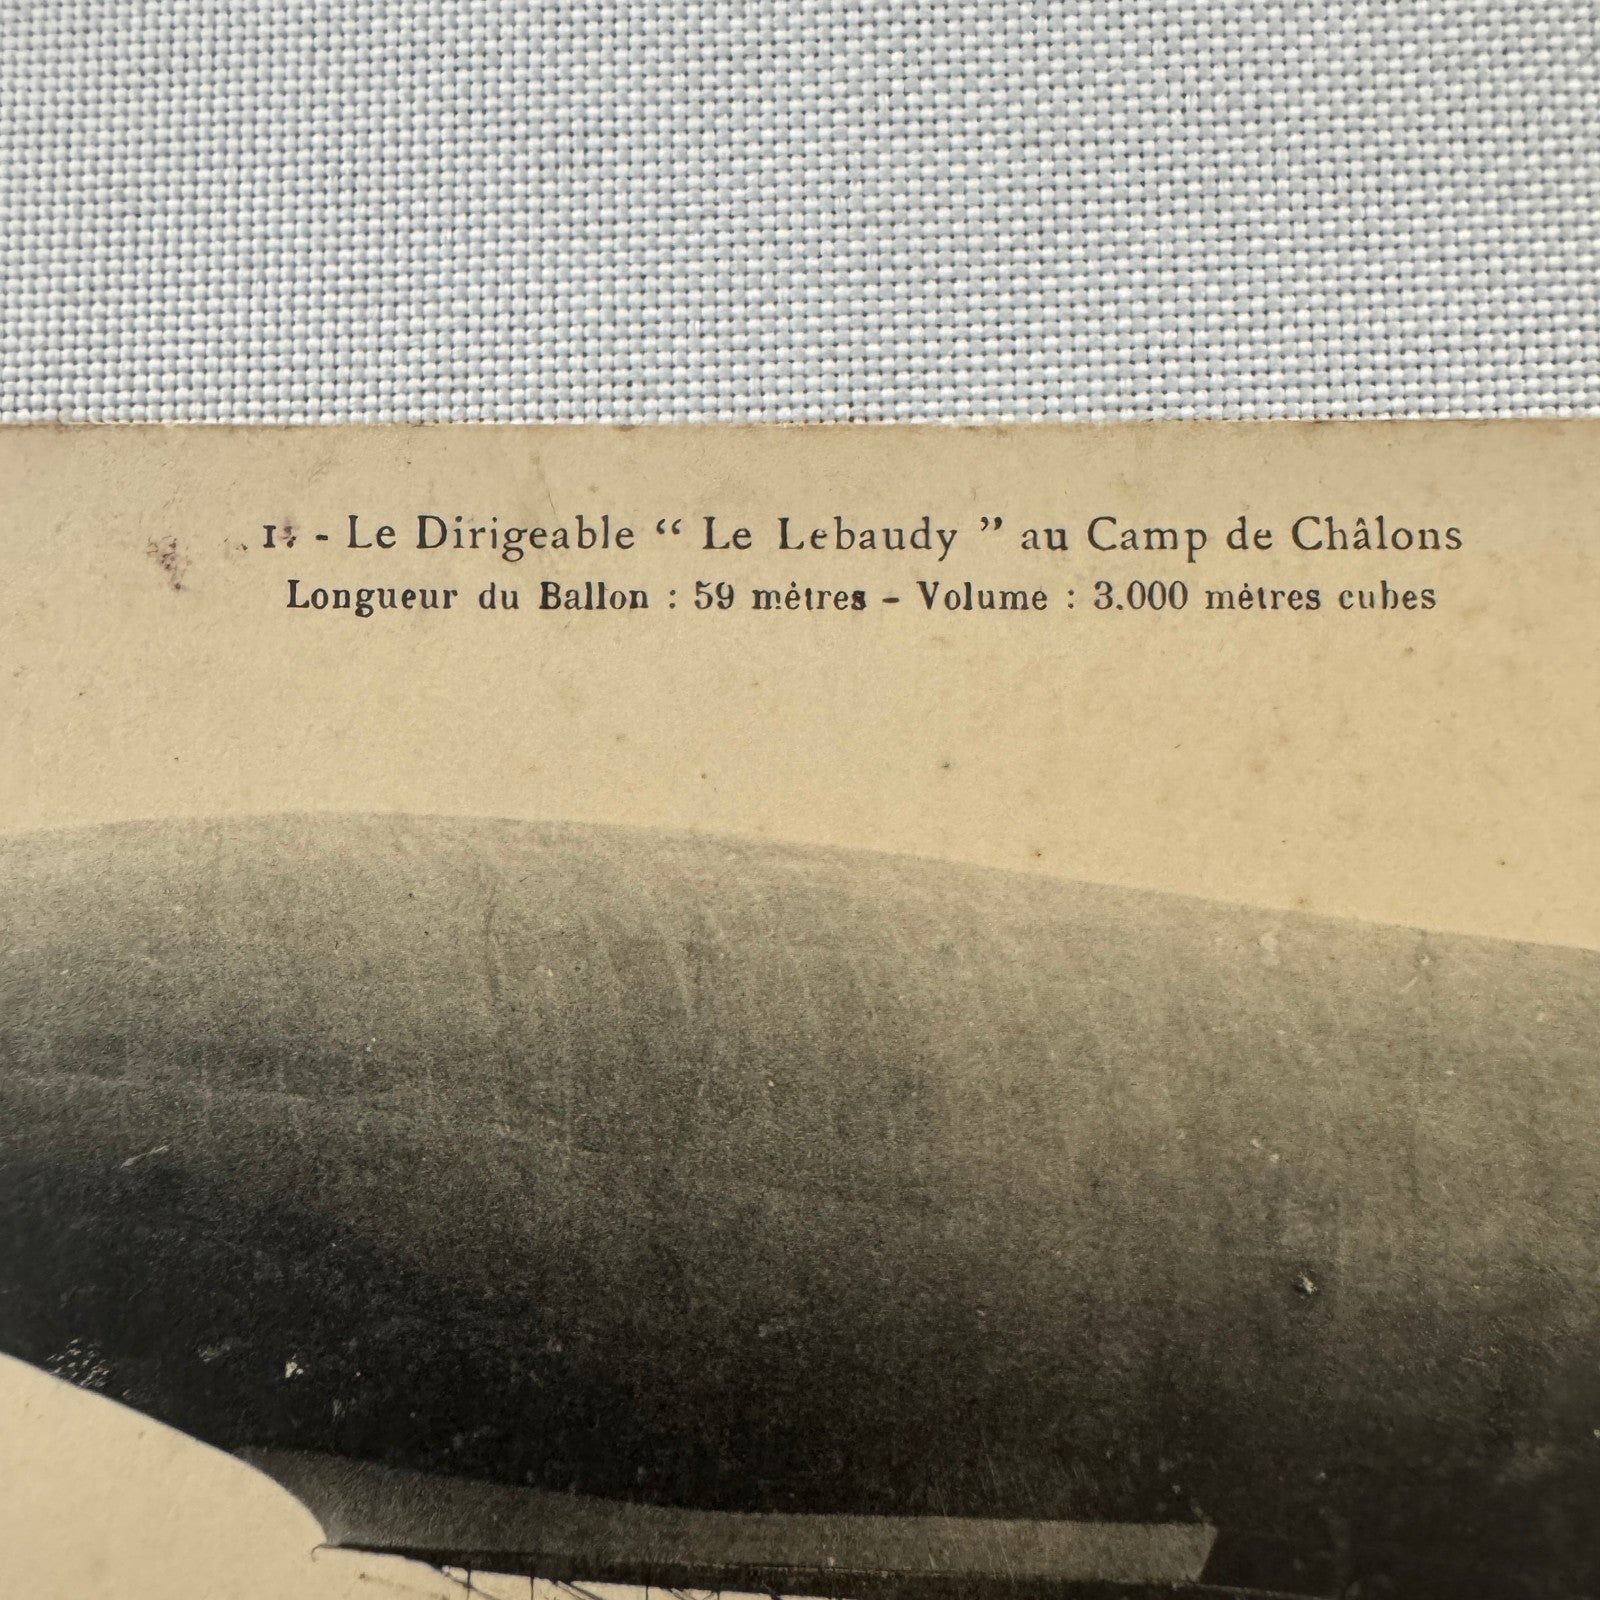 - Le Dirigeable “ Le Lebaudy ” au Camp de Châlons
Longueur du Ballon : 59 mètres - Volume : 3.000 mètres cubes